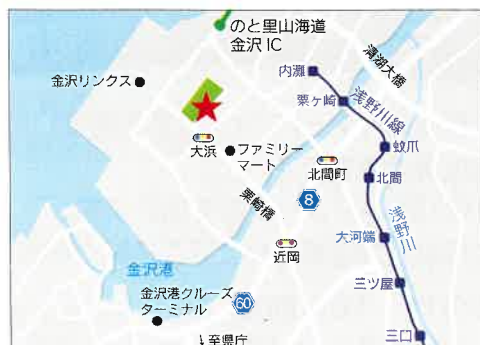 のと里山海道
金沢 IC
清湖大橋
内灘
金沢リンクス
粟ヶ崎
浅野川線
大浜
ファミリー
マート
蚊爪
北間町
北間
粟崎橋
8
浅野川
大河端
近岡
金沢港
三ツ屋
金沢港クルーズ
ターミナル
60
三口
至県庁